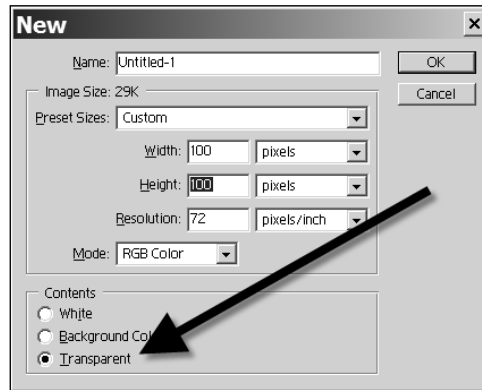 New
Name: Untitled-1
OK
Image Size: 29K
Cancel
Preset Sizes: Custom
Width: 100 pixels
Height: 100 pixels
Resolution: 72 pixels/inch
Mode: RGB Color
Contents
White
Background Col
Transparent